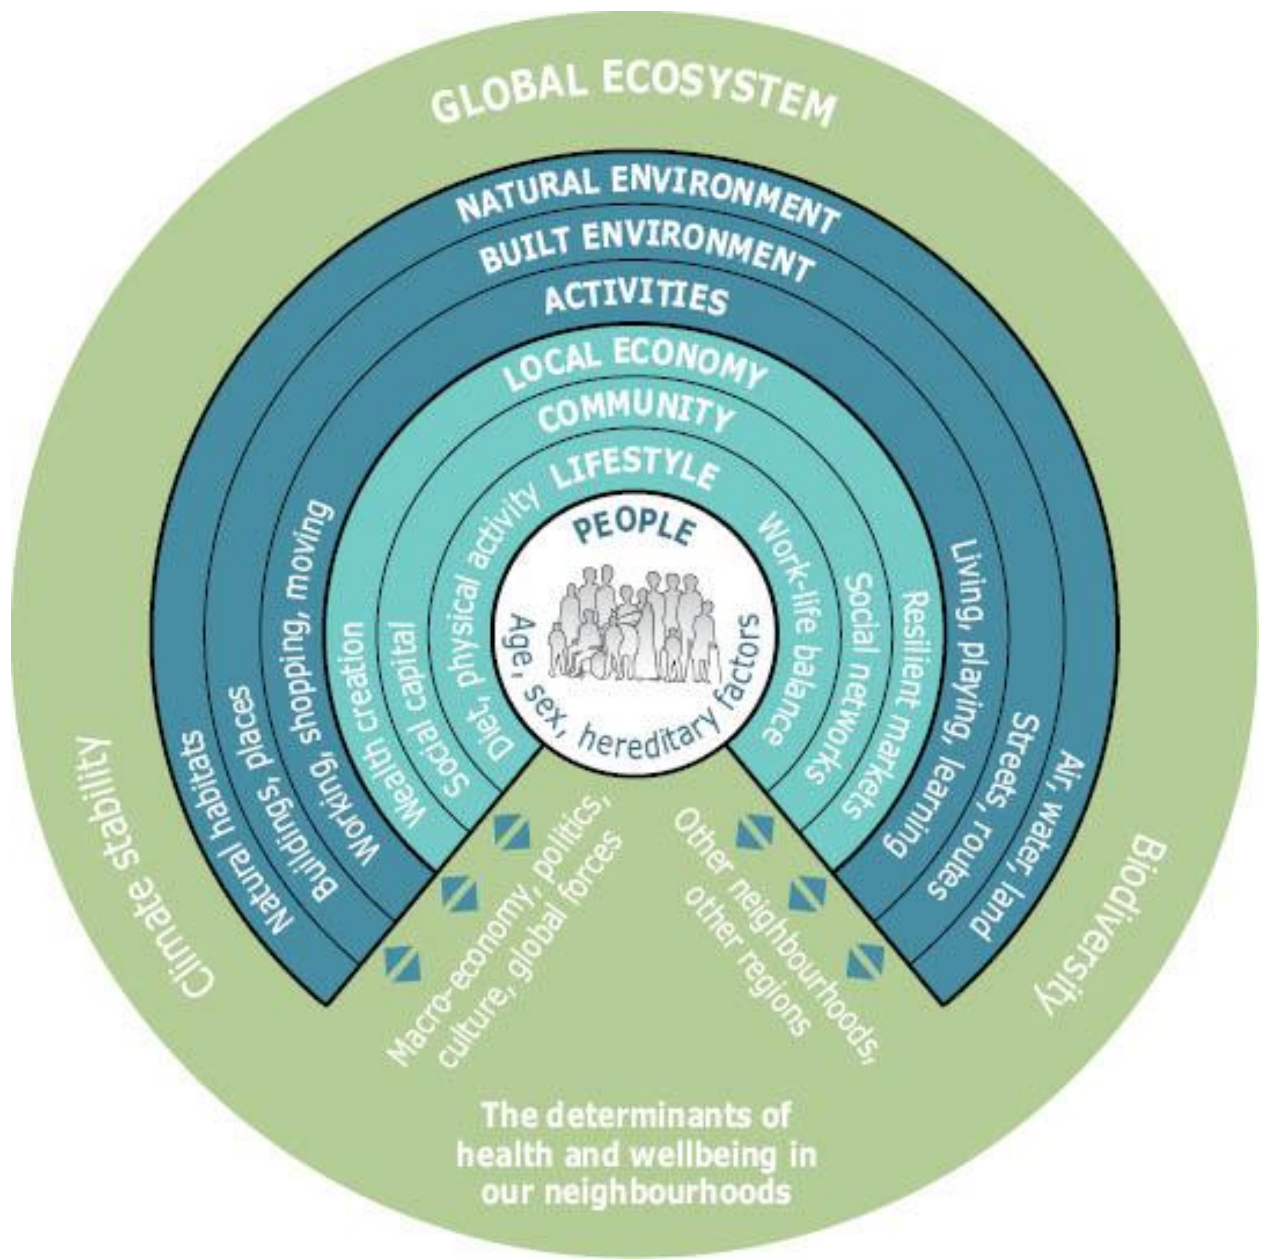 GLOBAL ECOSYSTEM
NATURAL ENVIRONMENT
BUILT ENVIRONMENT
ACTIVITIES
LOCAL ECONOMY
COMMUNITY
LIFESTYLE
PEOPLE
Age, sex, hereditary factors
Diet, physical activity
Work-life balance
Social capital
Social networks
Wealth creation
Resilient markets
Working, shopping, moving
Living, playing, learning
Buildings, places
Streets, routes
Natural habitats
Air, water, land
Climate stability
Biodiversity
Macro-economy, politics,
culture, global forces
Other neighbourhoods,
other regions
The determinants of
health and wellbeing in
our neighbourhoods